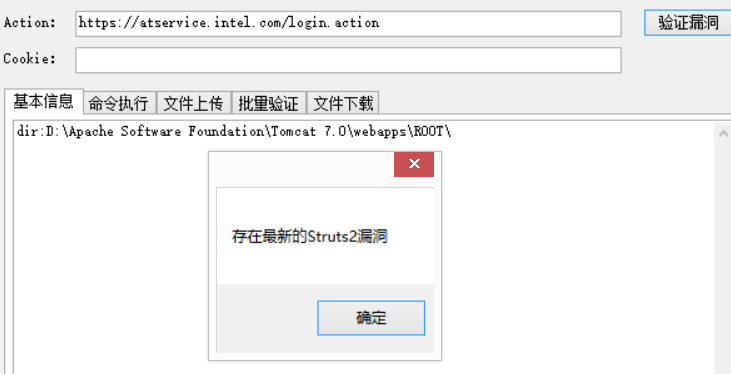 Action: https://atservice.intel.com/login.action 验证漏洞
Cookie:
基本信息 命令执行 文件上传 批量验证 文件下载
dir:D:\Apache Software Foundation\Tomcat 7.0\webapps\ROOT\
存在最新的Struts2漏洞
确定